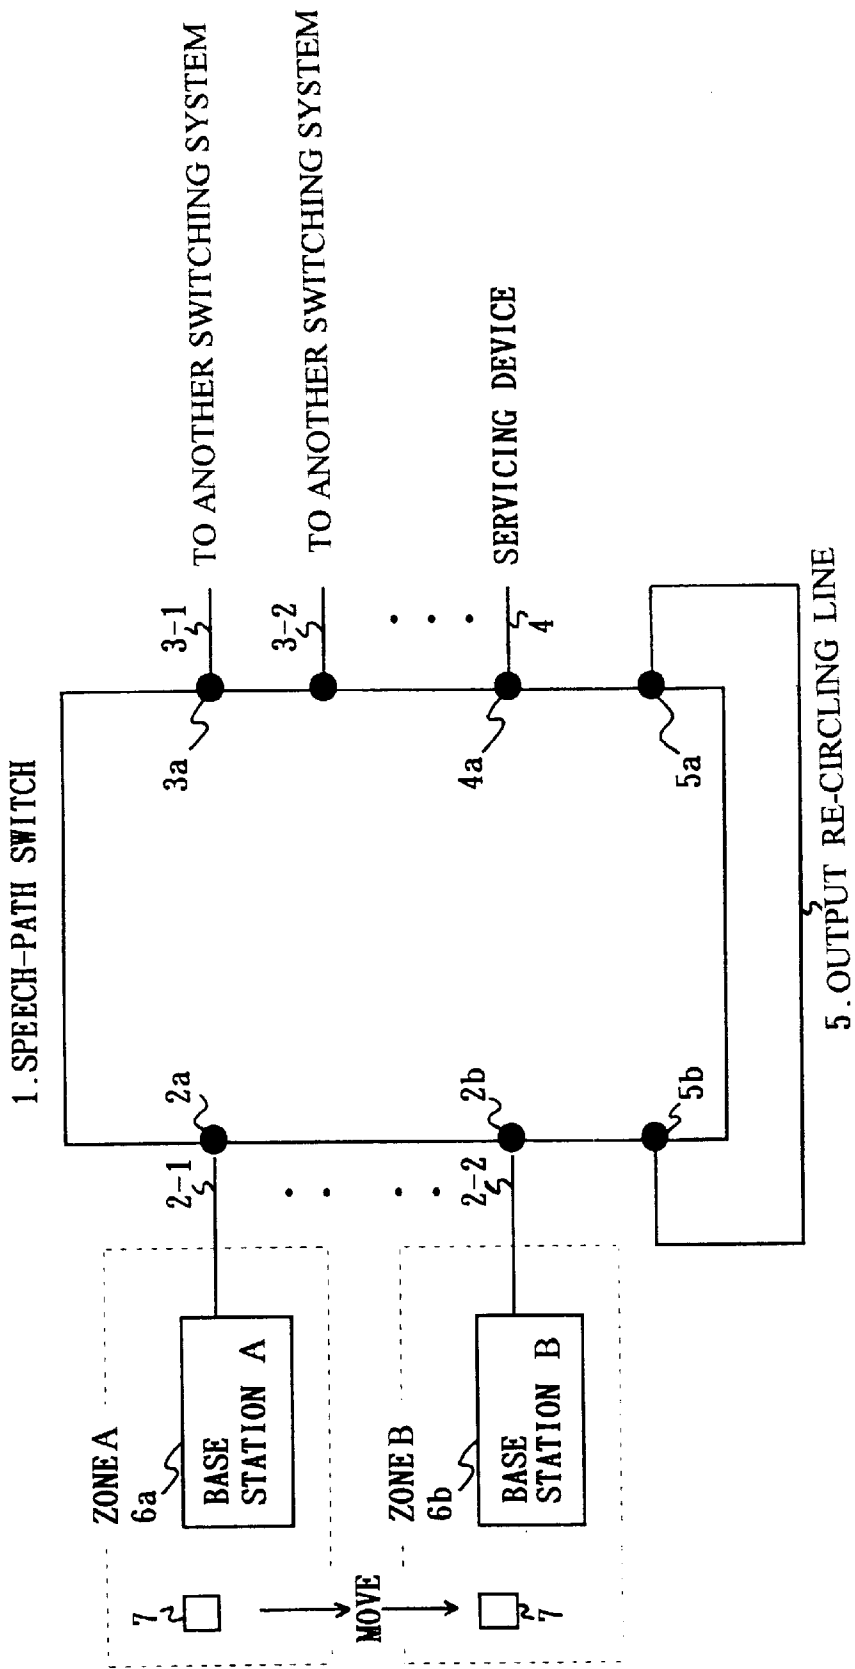 1.SPEECH-PATH SWITCH
ZONE A
6a
BASE
STATION A
7
MOVE
ZONE B
6b
BASE
STATION B
7
2-1
2a
2-2
2b
5b
3a
3-1
TO ANOTHER SWITCHING SYSTEM
3-2
TO ANOTHER SWITCHING SYSTEM
4a
4
SERVICING DEVICE
5a
5.OUTPUT RE-CIRCLING LINE